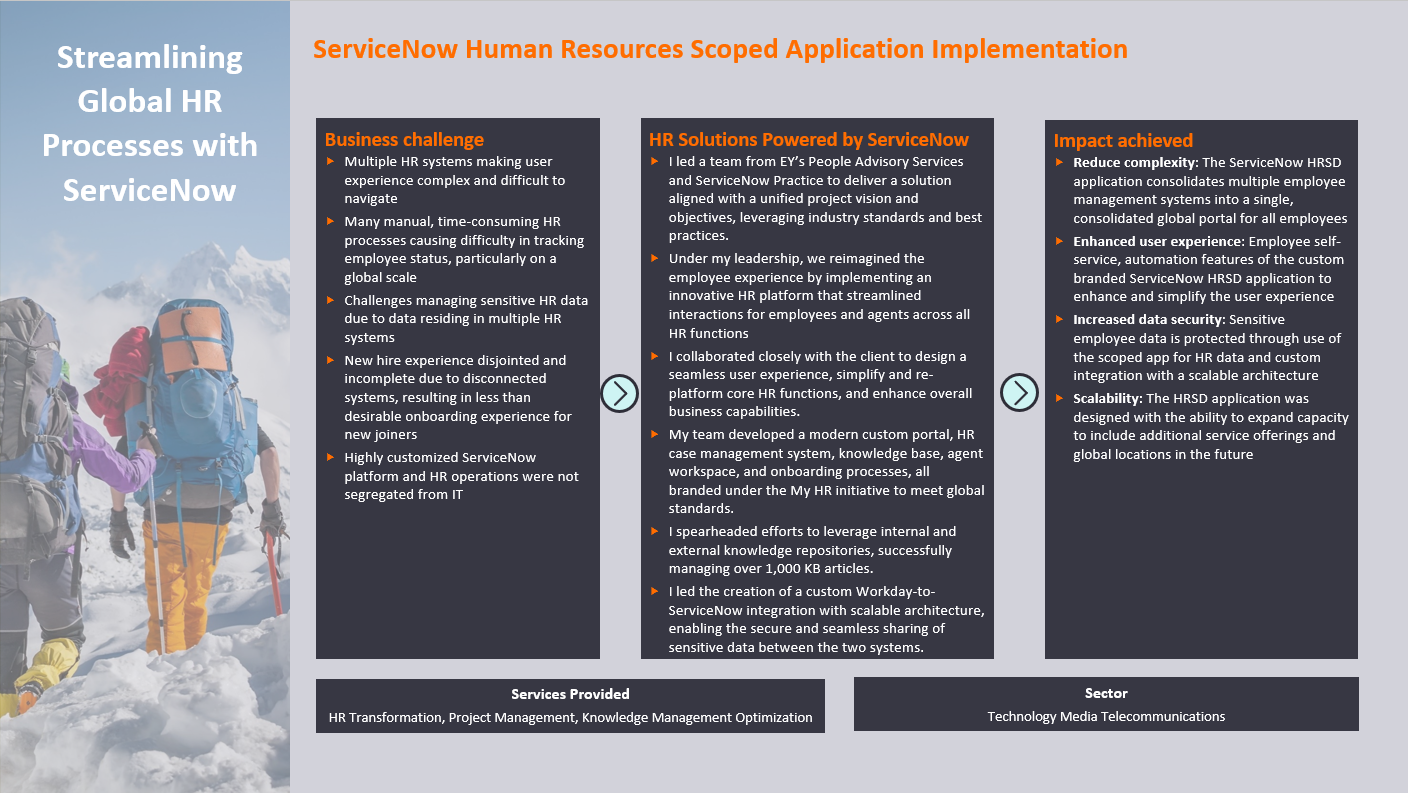 Streamlining
Global HR
Processes with
ServiceNow
ServiceNow Human Resources Scoped Application Implementation
Business challenge
Multiple HR systems making user
experience complex and difficult to
navigate
Many manual, time-consuming HR
processes causing difficulty in tracking
employee status, particularly on a
global scale
Challenges managing sensitive HR data
due to data residing in multiple HR
systems
New hire experience disjointed and
incomplete due to disconnected
systems, resulting in less than
desirable onboarding experience for
new joiners
Highly customized ServiceNow
platform and HR operations were not
segregated from IT
HR Solutions Powered by ServiceNow
I led a team from EY’s People Advisory Services
and ServiceNow Practice to deliver a solution
aligned with a unified project vision and
objectives, leveraging industry standards and best
practices.
Under my leadership, we reimagined the
employee experience by implementing an
innovative HR platform that streamlined
interactions for employees and agents across all
HR functions
I collaborated closely with the client to design a
seamless user experience, simplify and re-
platform core HR functions, and enhance overall
business capabilities.
My team developed a modern custom portal, HR
case management system, knowledge base, agent
workspace, and onboarding processes, all
branded under the My HR initiative to meet global
standards.
I spearheaded efforts to leverage internal and
external knowledge repositories, successfully
managing over 1,000 KB articles.
I led the creation of a custom Workday-to-
ServiceNow integration with scalable architecture,
enabling the secure and seamless sharing of
sensitive data between the two systems.
Impact achieved
Reduce complexity: The ServiceNow HRSD
application consolidates multiple employee
management systems into a single,
consolidated global portal for all employees
Enhanced user experience: Employee self-
service, automation features of the custom
branded ServiceNow HRSD application to
enhance and simplify the user experience
Increased data security: Sensitive
employee data is protected through use of
the scoped app for HR data and custom
integration with a scalable architecture
Scalability: The HRSD application was
designed with the ability to expand capacity
to include additional service offerings and
global locations in the future
Services Provided
HR Transformation, Project Management, Knowledge Management Optimization
Sector
Technology Media Telecommunications